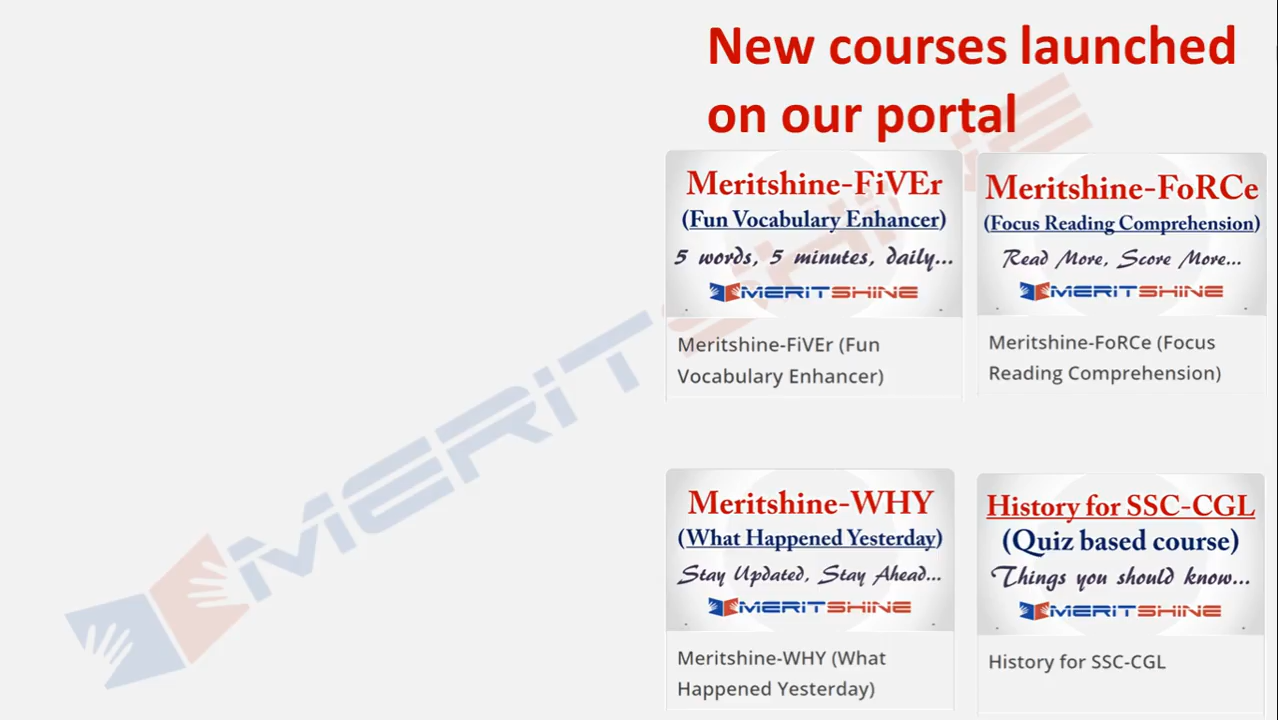 New courses launched
on our portal
Meritshine-FiVEr
(Fun Vocabulary Enhancer)
5 words, 5 minutes, daily...
MERiTSHINE
Meritshine-FiVEr (Fun
Vocabulary Enhancer)
Meritshine-FoRCe
(Focus Reading Comprehension)
Read More, Score More...
MERiTSHINE
Meritshine-FoRCe (Focus
Reading Comprehension)
Meritshine-WHY
(What Happened Yesterday)
Stay Updated, Stay Ahead...
MERiTSHINE
Meritshine-WHY (What
Happened Yesterday)
History for SSC-CGL
(Quiz based course)
Things you should know...
MERiTSHINE
History for SSC-CGL
MERiTSHiNE